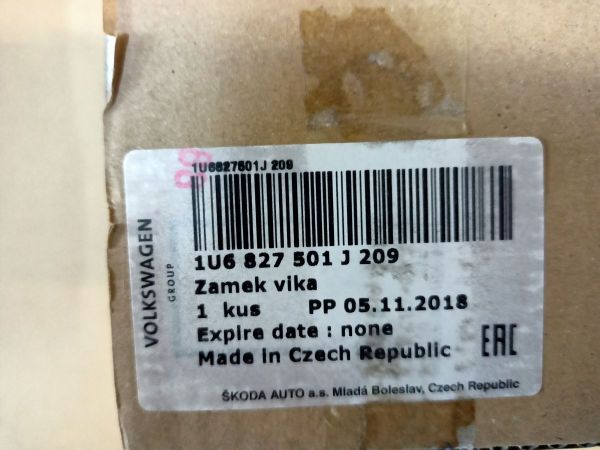 1U6827501J 209
1U6 827 501 J 209
Zamek vika
1 kus PP 05.11.2018
Expire date : none
Made in Czech Republic
EAC
ŠKODA AUTO a.s. Mladá Boleslav, Czech Republic
VOLKSWAGEN
GROUP